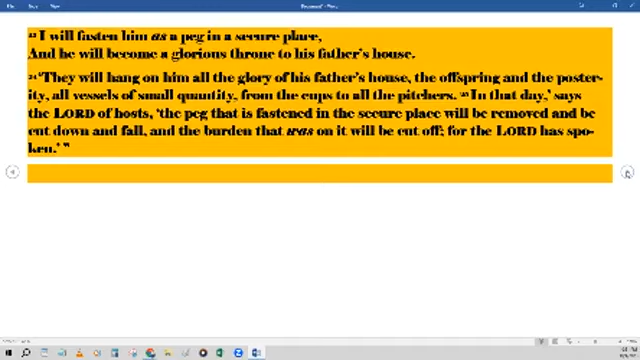 23 I will fasten him as a peg in a secure place,
And he will become a glorious throne to his father's house.
24 'They will hang on him all the glory of his father's house, the offspring and the poster-
ity, all vessels of small quantity, from the cups to all the pitchers. 25 In that day,' says
the LORD of hosts, 'the peg that is fastened in the secure place will be removed and be
cut down and fall, and the burden that was on it will be cut off; for the LORD has spo-
ken.' "